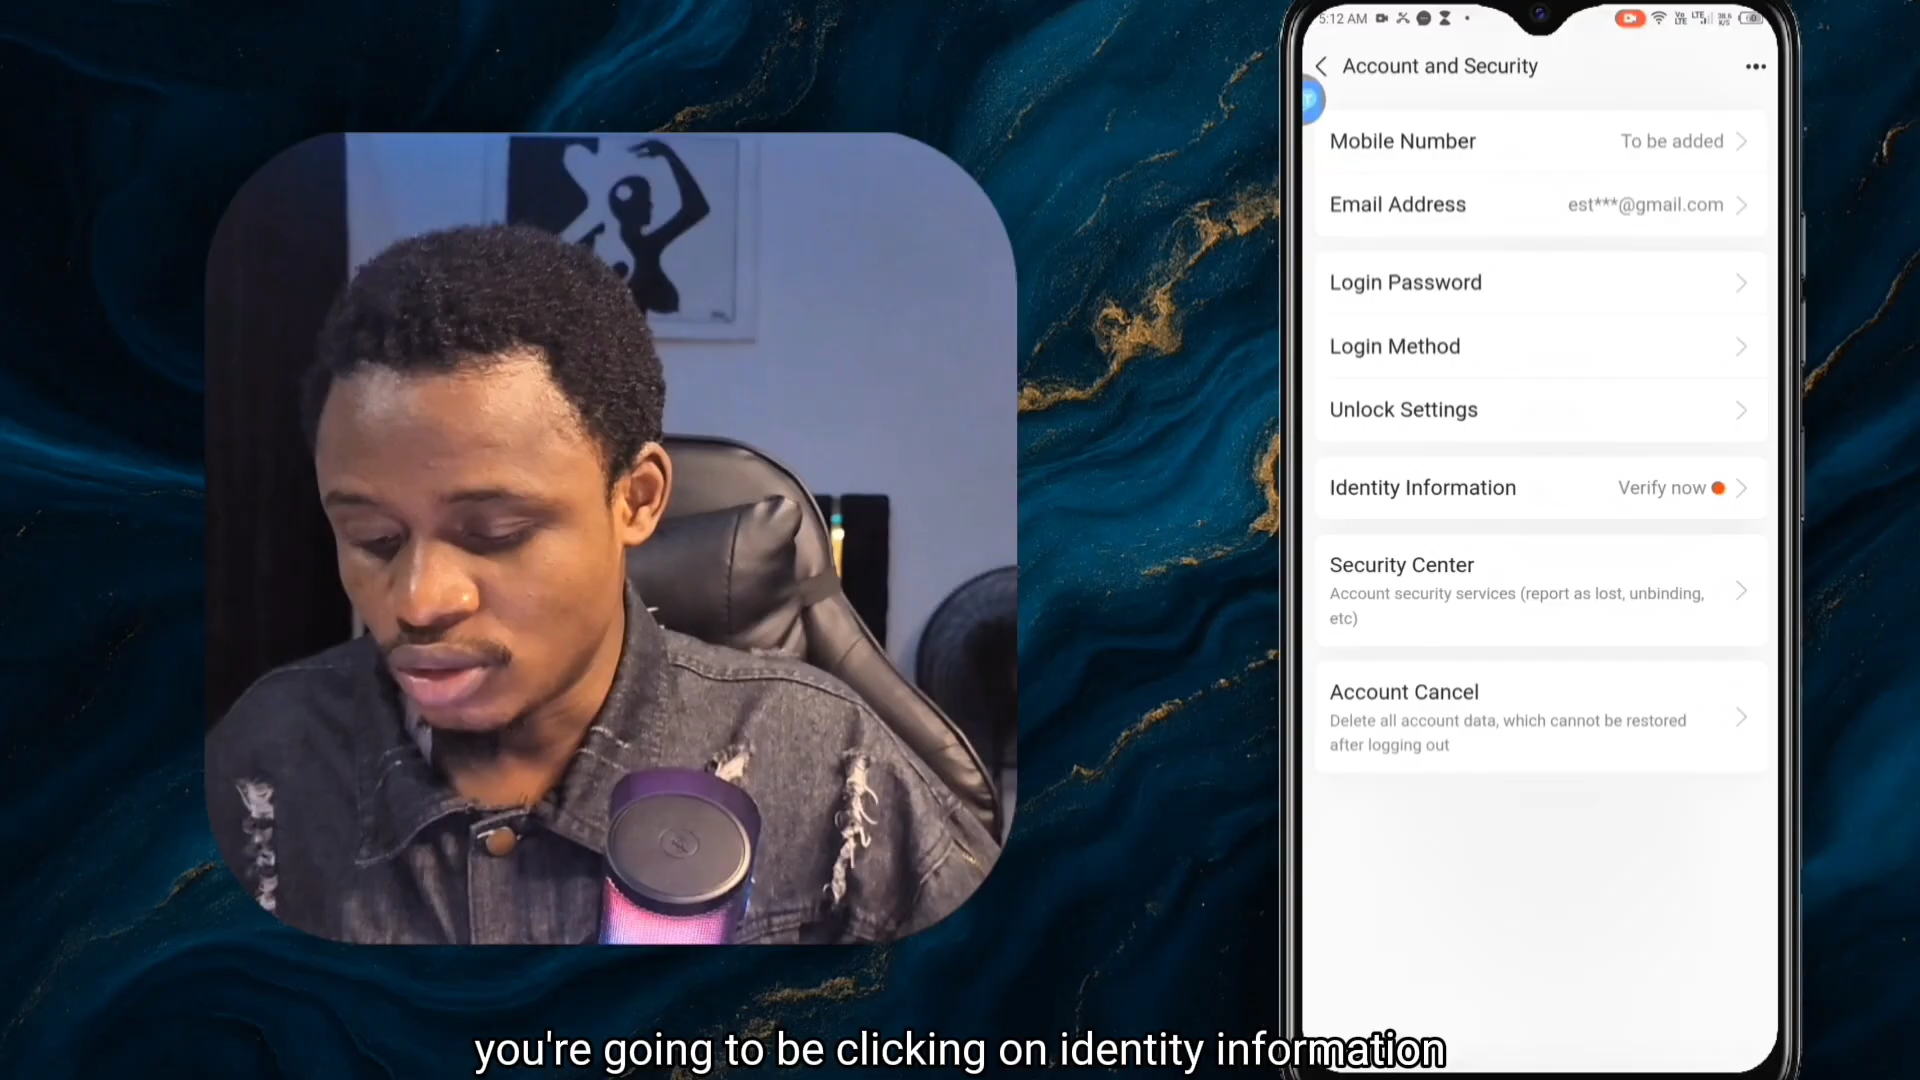 5:12 AM
Account and Security
Mobile Number To be added
Email Address est***@gmail.com
Login Password
Login Method
Unlock Settings
Identity Information Verify now
Security Center
Account security services (report as lost, unbinding,
etc)
Account Cancel
Delete all account data, which cannot be restored
after logging out
you're going to be clicking on identity information